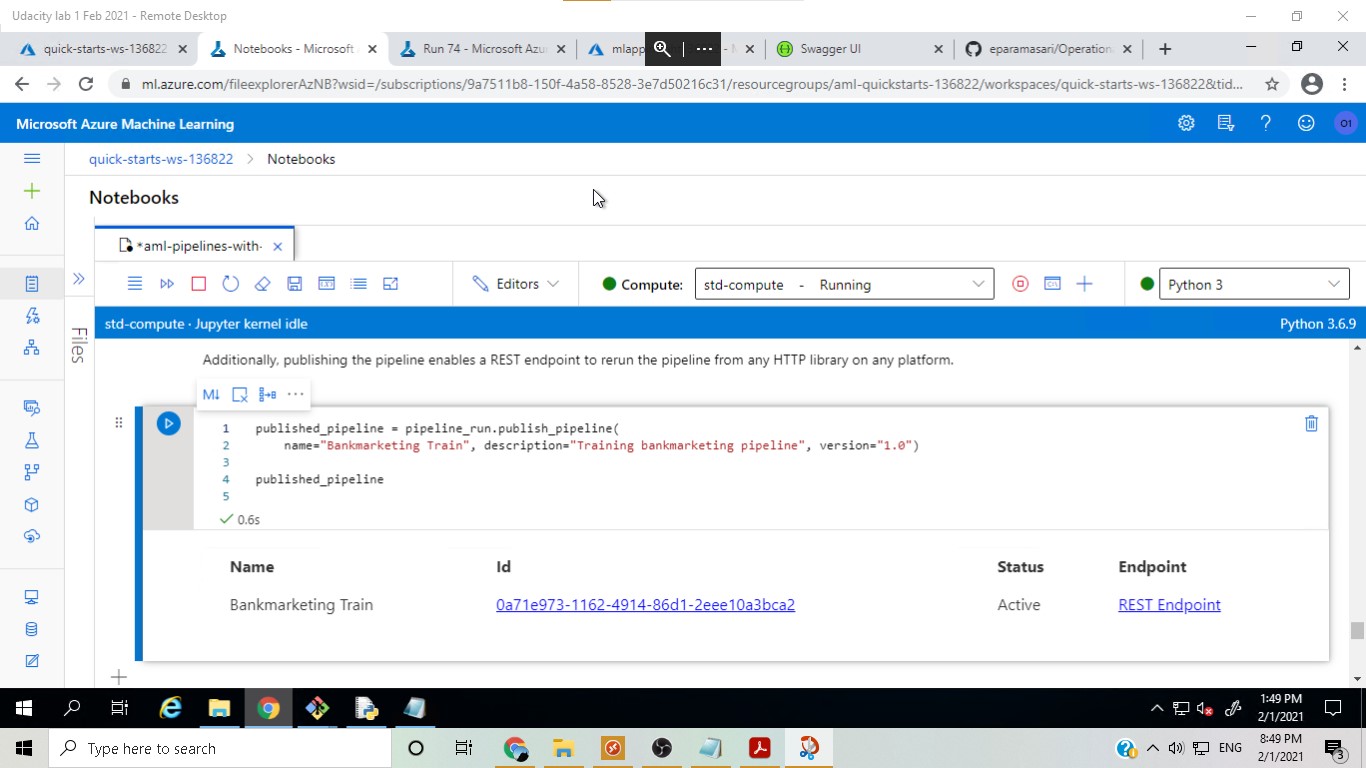 Udacity lab 1 Feb 2021 - Remote Desktop
quick-starts-ws-136822
Notebooks - Microsoft
Run 74 - Microsoft Azu
mlapp
Swagger UI
eparamasari/Operation
ml.azure.com/fileexplorerAzNB?wsid=/subscriptions/9a7511b8-150f-4a58-8528-3e7d50216c31/resourcegroups/aml-quickstarts-136822/workspaces/quick-starts-ws-136822&tid...
Microsoft Azure Machine Learning
O1
quick-starts-ws-136822 > Notebooks
Notebooks
*aml-pipelines-with-
Editors
Compute:
std-compute - Running
Python 3
std-compute · Jupyter kernel idle
Python 3.6.9
Files
Additionally, publishing the pipeline enables a REST endpoint to rerun the pipeline from any HTTP library on any platform.
M↓
1 published_pipeline = pipeline_run.publish_pipeline(
2 name="Bankmarketing Train", description="Training bankmarketing pipeline", version="1.0")
3
4 published_pipeline
5
0.6s
Name Id Status Endpoint
Bankmarketing Train 0a71e973-1162-4914-86d1-2eee10a3bca2 Active REST Endpoint
1:49 PM
2/1/2021
Type here to search
ENG
8:49 PM
2/1/2021
3